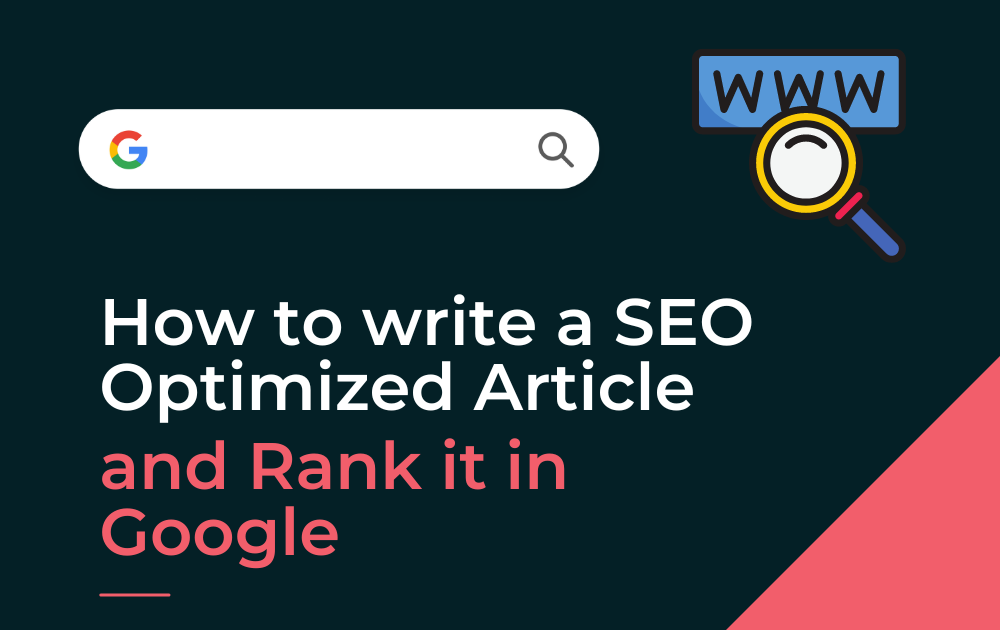 WWW
G
How to write a SEO
Optimized Article
and Rank it in
Google